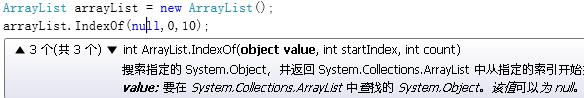 ArrayList arrayList = new ArrayList();
arrayList.IndexOf(null,0,10);
▲ 3 个(共 3 个) ▼ int ArrayList.IndexOf(object value, int startIndex, int count)
搜索指定的 System.Object，并返回 System.Collections.ArrayList 中从指定的索引开始
value: 要在 System.Collections.ArrayList 中查找的 System.Object。该值可以为 null。